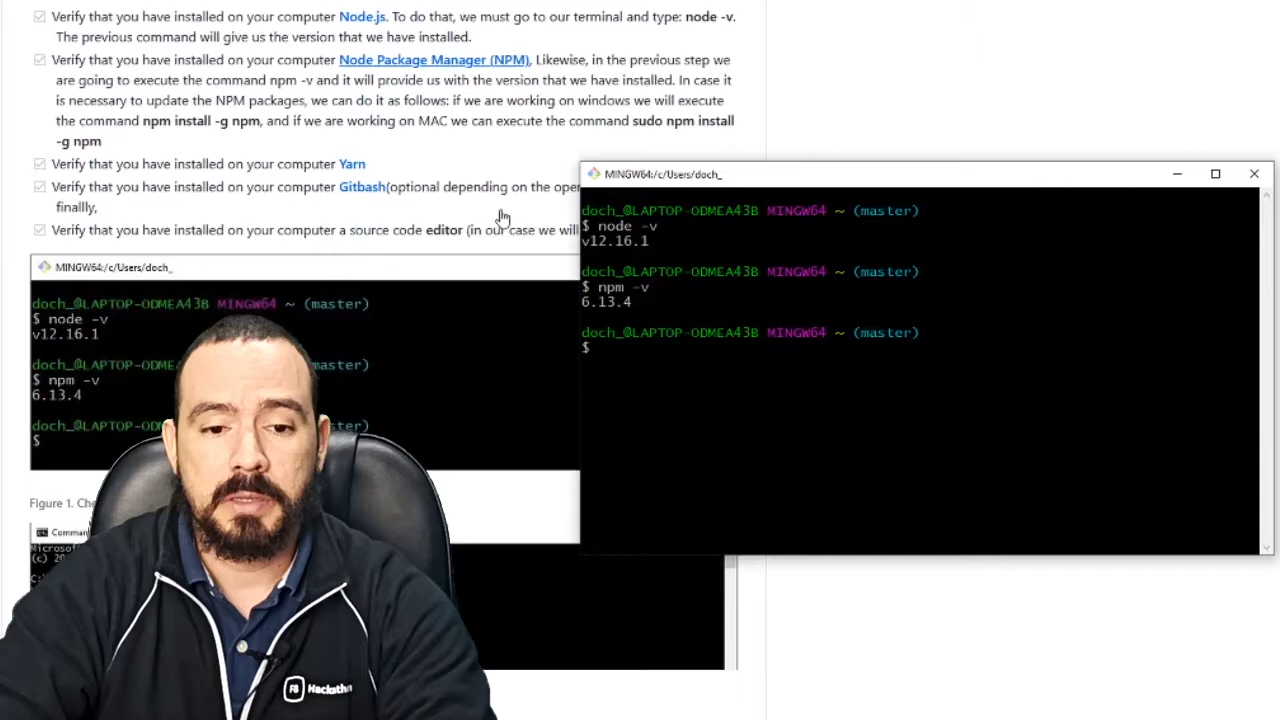 Verify that you have installed on your computer Node.js. To do that, we must go to our terminal and type: node -v.
The previous command will give us the version that we have installed.
Verify that you have installed on your computer Node Package Manager (NPM), Likewise, in the previous step we
are going to execute the command npm -v and it will provide us with the version that we have installed. In case it
is necessary to update the NPM packages, we can do it as follows: if we are working on windows we will execute
the command npm install -g npm, and if we are working on MAC we can execute the command sudo npm install
-g npm
Verify that you have installed on your computer Yarn
Verify that you have installed on your computer Gitbash(optional depending on the
finallly,
Verify that you have installed on your computer a source code editor (in our case we will
MINGW64:/c/Users/doch_
doch_@LAPTOP-ODMEA43B MINGW64 ~ (master)
$ node -v
v12.16.1
doch_@LAPTOP-ODMEA master)
$ npm -v
6.13.4
$
Figure 1.
MINGW64:/c/Users/doch_
doch_@LAPTOP-ODMEA43B MINGW64 ~ (master)
$ node -v
v12.16.1
doch_@LAPTOP-ODMEA43B MINGW64 ~ (master)
$ npm -v
6.13.4
doch_@LAPTOP-ODMEA43B MINGW64 ~ (master)
$
F8